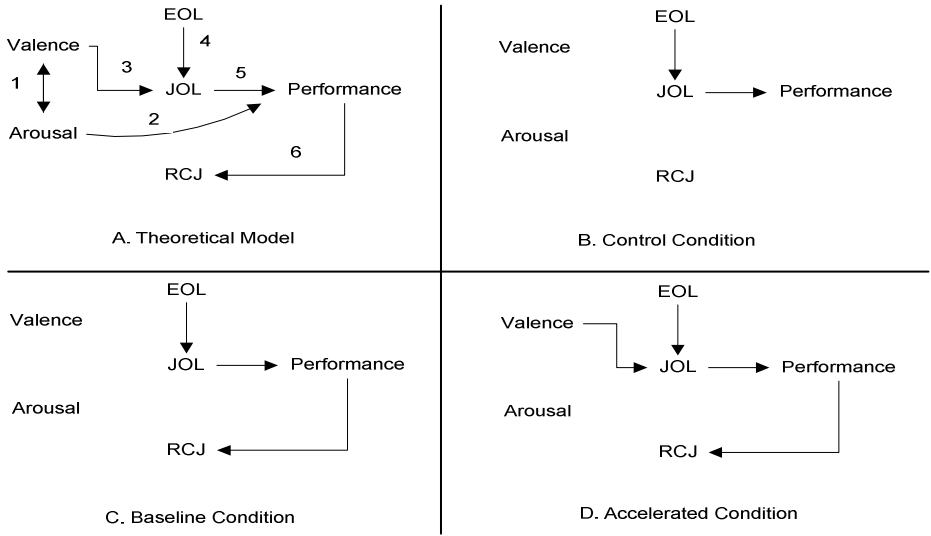 EOL
Valence
4
3
5
1
JOL
Performance
2
Arousal
6
RCJ
A. Theoretical Model
EOL
Valence
JOL
Performance
Arousal
RCJ
B. Control Condition
EOL
Valence
JOL
Performance
Arousal
RCJ
C. Baseline Condition
EOL
Valence
JOL
Performance
Arousal
RCJ
D. Accelerated Condition